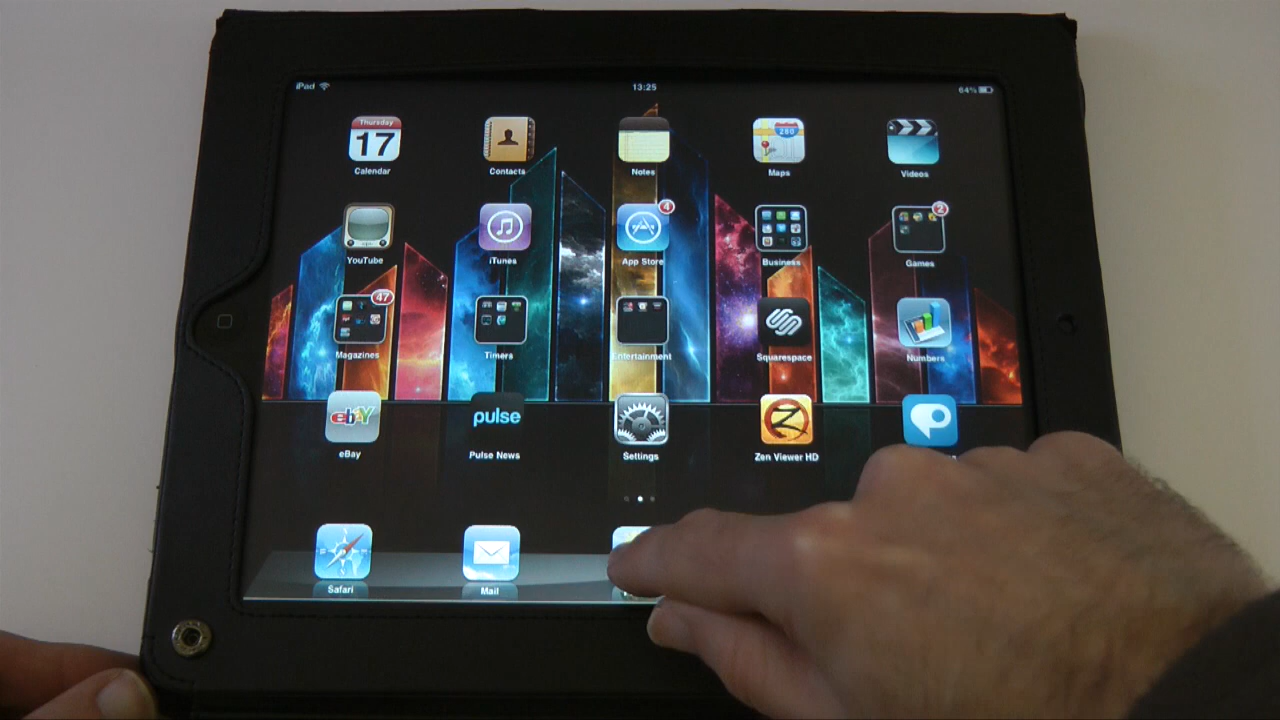 iPad 13:25 64%
Thursday
17 280
Calendar Contacts Notes Maps Videos
4 2
YouTube iTunes App Store Business Games
47
Magazines Timers Entertainment Squarespace Numbers
ebay pulse
eBay Pulse News Settings Zen Viewer HD
Safari Mail